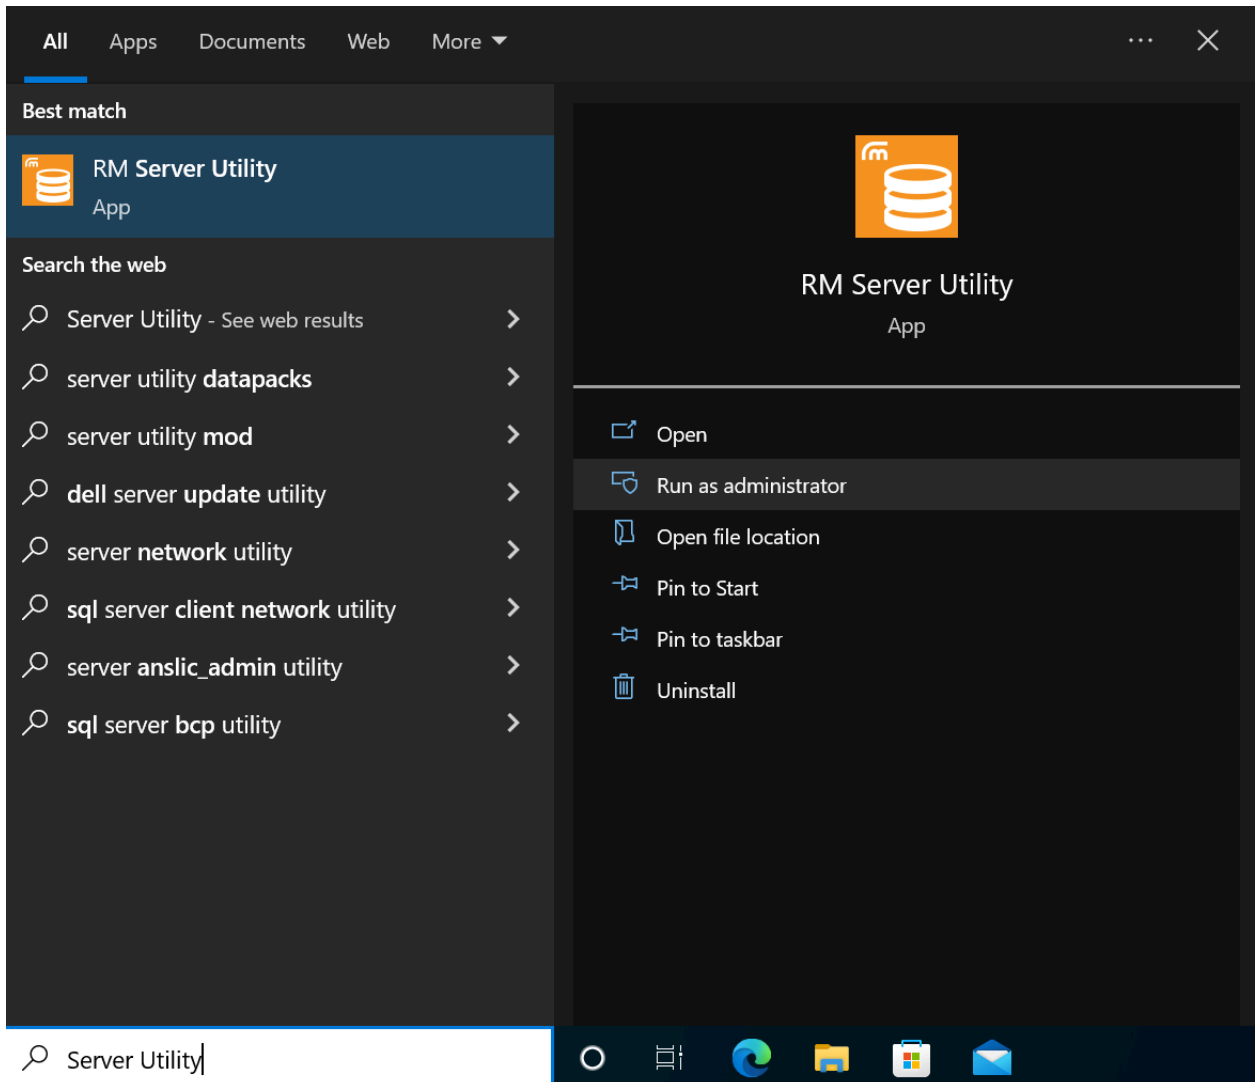 All Apps Documents Web More
Best match
RM Server Utility
App
Search the web
Server Utility - See web results
server utility datapacks
server utility mod
dell server update utility
server network utility
sql server client network utility
server anslic_admin utility
sql server bcp utility
Server Utility
RM Server Utility
App
Open
Run as administrator
Open file location
Pin to Start
Pin to taskbar
Uninstall